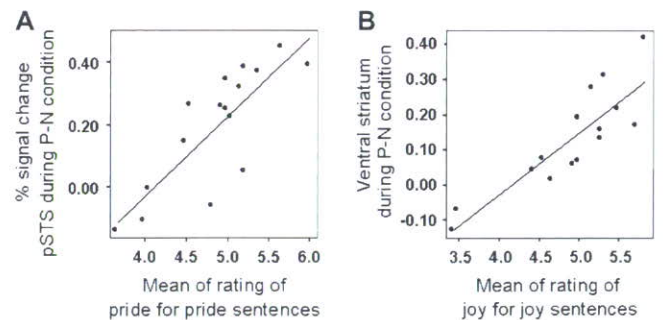 A
% signal change
pSTS during P-N condition
0.40
0.20
0.00
4.0 4.5 5.0 5.5 6.0
Mean of rating of
pride for pride sentences
B
Ventral striatum
during P-N condition
0.40
0.30
0.20
0.10
0.00
-0.10
3.5 4.0 4.5 5.0 5.5
Mean of rating of
joy for joy sentences